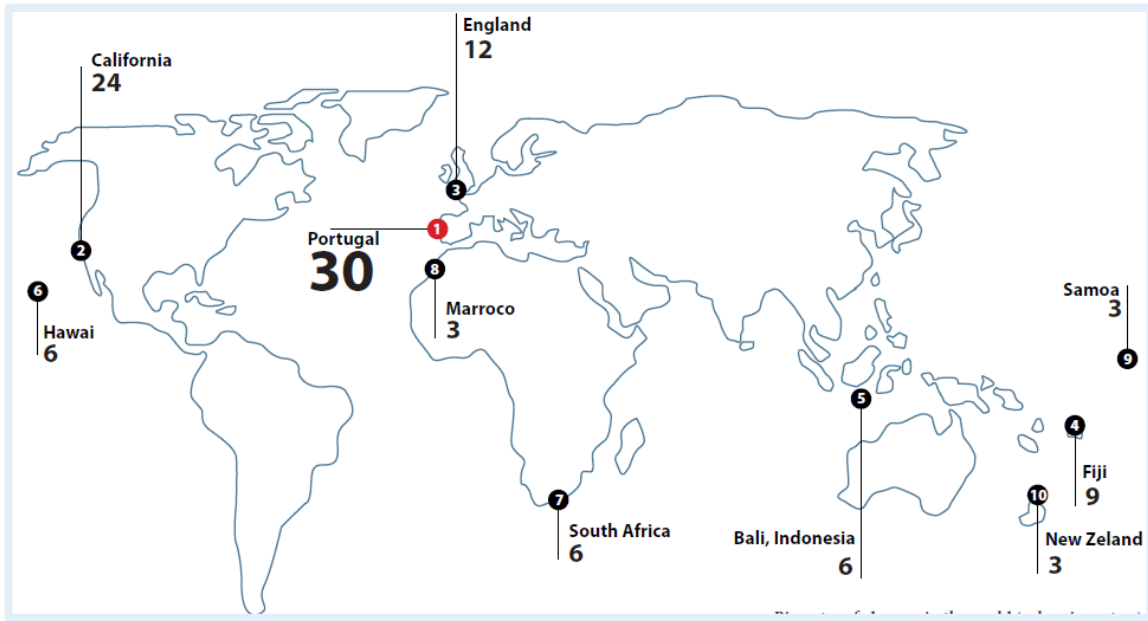 England
12
California
24
3
1
Portugal
30
2
8
6
Marroco
3
Samoa
3
Hawai
6
9
5
4
Fiji
9
7
10
South Africa
6
Bali, Indonesia
6
New Zeland
3